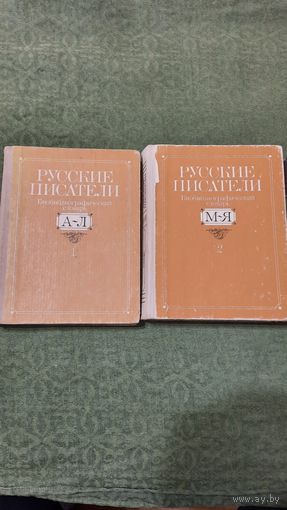 РУССКИЕ
ПИСАТЕЛИ
Биобиблиографический
словарь
А-Л
1
РУССКИЕ
ПИСАТЕЛИ
Биобиблиографический
словарь
М-Я
2
www.ay.by